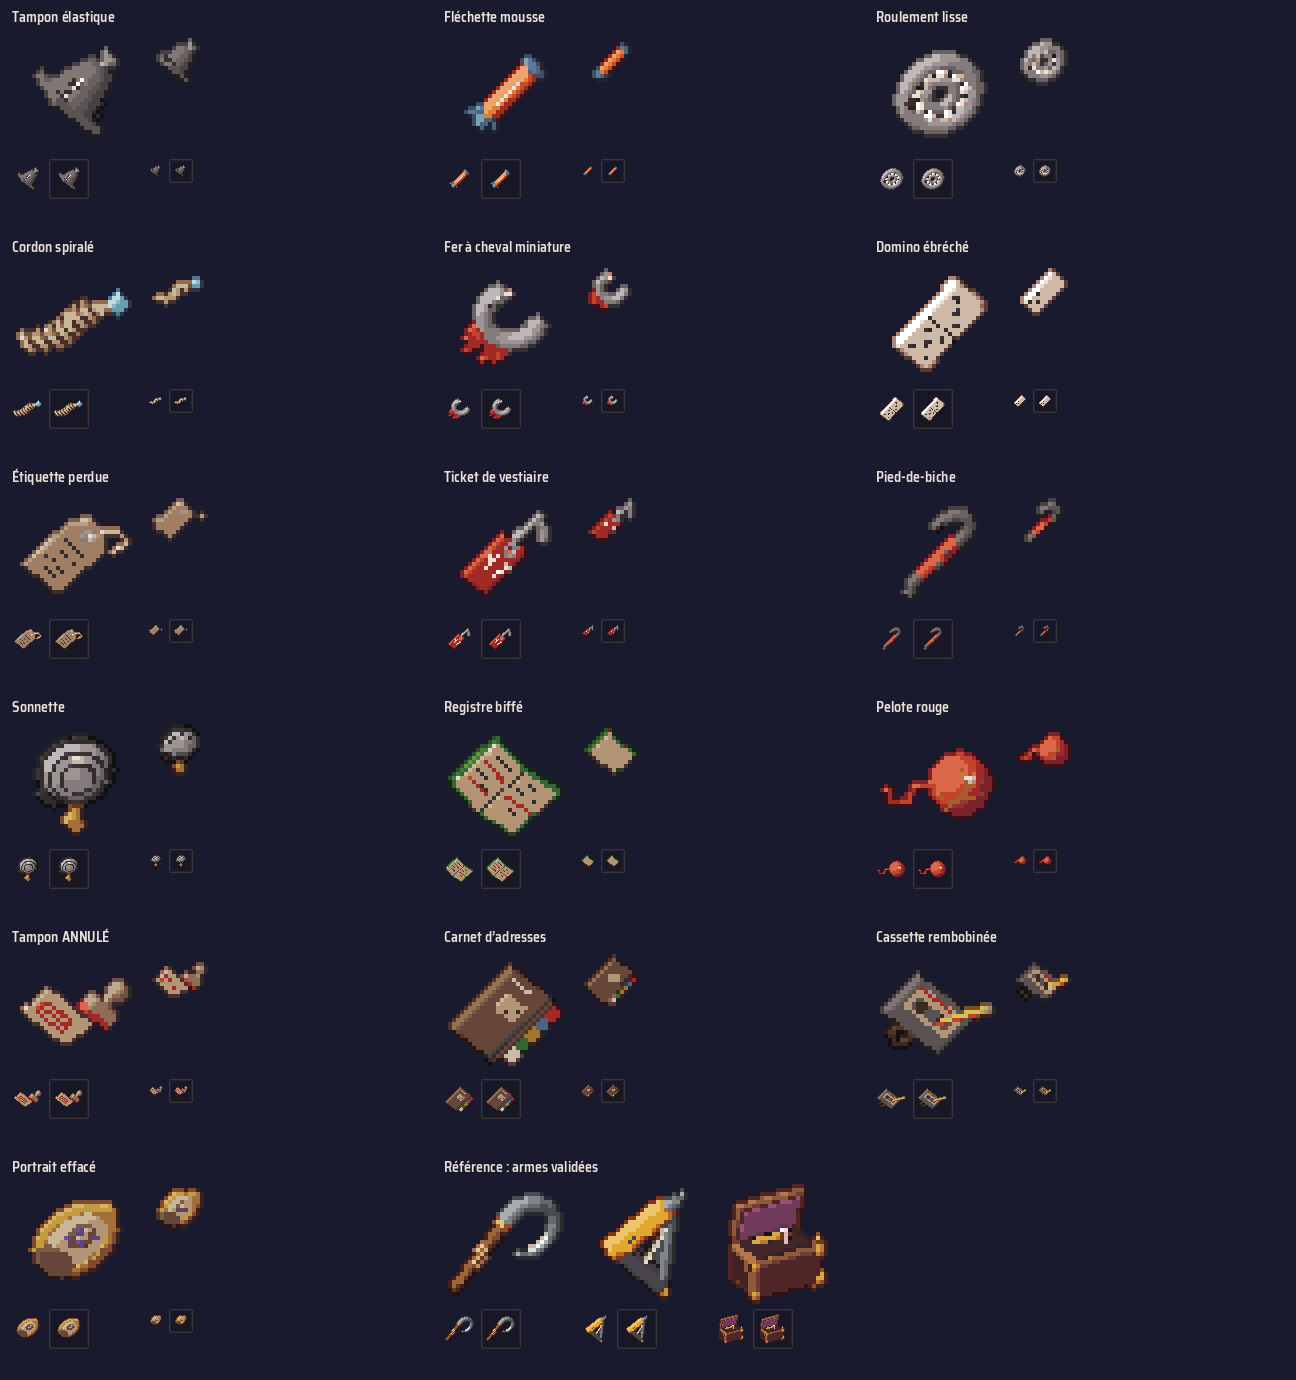 Tampon élastique
Fléchette mousse
Roulement lisse
Cordon spiralé
Fer à cheval miniature
Domino ébréché
Étiquette perdue
Ticket de vestiaire
Pied-de-biche
Sonnette
Registre biffé
Pelote rouge
Tampon ANNULÉ
Carnet d’adresses
Cassette rembobinée
Portrait effacé
Référence : armes validées